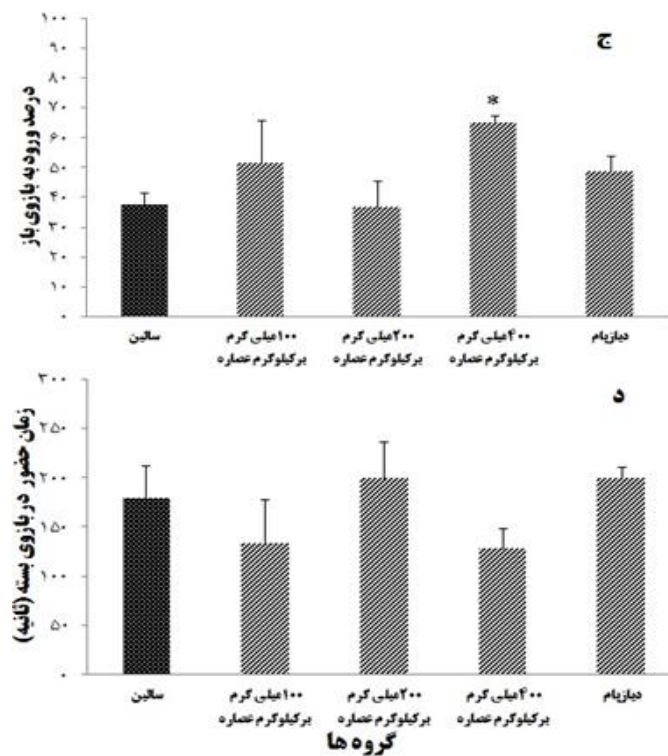 ج
درصد ورود به بازوی باز
۱۰۰
۹۰
۸۰
۷۰
۶۰
۵۰
۴۰
۳۰
۲۰
۱۰
۰
*
سالین
۱۰۰میلی گرم
برکیلوگرم عصاره
۲۰۰میلی گرم
برکیلوگرم عصاره
۴۰۰میلی گرم
برکیلوگرم عصاره
دیازپام
د
زمان حضور در بازوی بسته (ثانیه)
۳۰۰
۲۵۰
۲۰۰
۱۵۰
۱۰۰
۵۰
۰
سالین
۱۰۰میلی گرم
برکیلوگرم عصاره
۲۰۰میلی گرم
برکیلوگرم عصاره
۴۰۰میلی گرم
برکیلوگرم عصاره
دیازپام
گروه ها